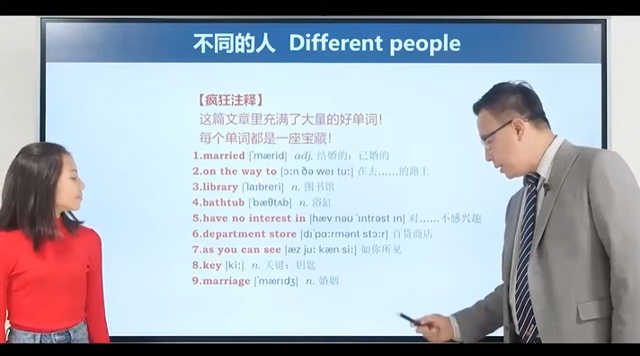 不同的人 Different people
【疯狂注释】
这篇文章里充满了大量的好单词!
每个单词都是一座宝藏!
1.married |ˈmærid| adj. 结婚的；已婚的
2.on the way to |ɔːn ðə weɪ tuː| 在去……的路上
3.library |ˈlaɪbreri| n. 图书馆
4.bathtub |ˈbæθtʌb| n. 浴缸
5.have no interest in |hæv nəu ˈɪntrəst ɪn| 对……不感兴趣
6.department store |dɪˈpɑːrmənt stɔːr| 百货商店
7.as you can see |æz juː kæn siː| 如你所见
8.key |kiː| n. 关键；钥匙
9.marriage |ˈmærɪdʒ| n. 婚姻